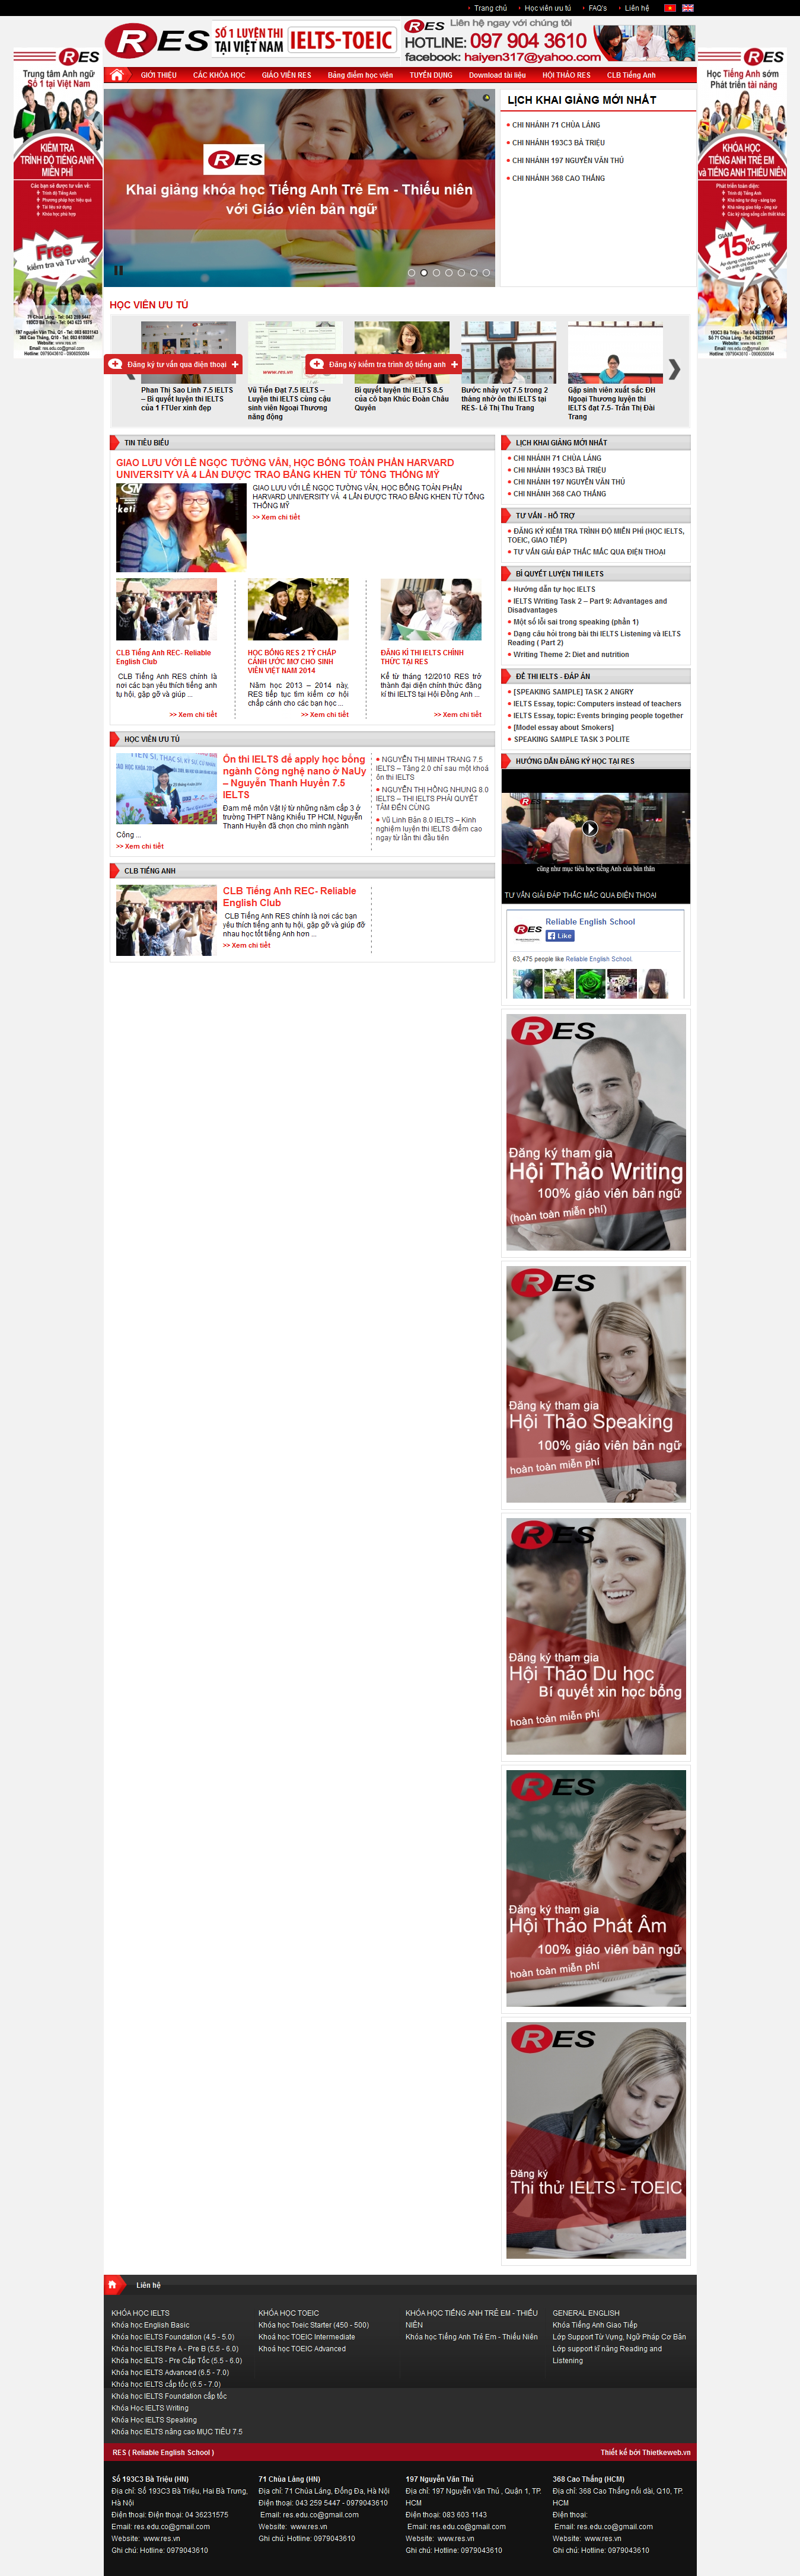 Trang chủ
Học viên ưu tú
FAQ's
Liên hệ
RES
SỐ 1 LUYỆN THI
TẠI VIỆT NAM
IELTS-TOEIC
RES
Liên hệ ngay với chúng tôi
HOTLINE: 097 904 3610
facebook: haiyen317@yahoo.com
GIỚI THIỆU
CÁC KHÓA HỌC
GIÁO VIÊN RES
Bảng điểm học viên
TUYỂN DỤNG
Download tài liệu
HỘI THẢO RES
CLB Tiếng Anh
RES
Trung tâm Anh ngữ
Số 1 tại Việt Nam
KIỂM TRA
TRÌNH ĐỘ TIẾNG ANH
MIỄN PHÍ
Các bạn sẽ được tư vấn về:
Trình độ Tiếng Anh
Phương pháp học hiệu quả
Tài liệu sử dụng
Khóa học phù hợp
Free
kiểm tra và Tư vấn
RES
Khai giảng khóa học Tiếng Anh Trẻ Em - Thiếu niên
với Giáo viên bản ngữ
LỊCH KHAI GIẢNG MỚI NHẤT
CHI NHÁNH 71 CHÙA LÁNG
CHI NHÁNH 193C3 BÀ TRIỆU
CHI NHÁNH 197 NGUYỄN VĂN THỦ
CHI NHÁNH 368 CAO THẮNG
RES
Học Tiếng Anh sớm
Phát triển tài năng
KHÓA HỌC
TIẾNG ANH TRẺ EM
và TIẾNG ANH THIẾU NIÊN
Phát triển toàn diện:
GIẢM
15% HỌC PHÍ
HỌC VIÊN ƯU TÚ
Đăng ký tư vấn qua điện thoại
Đăng ký kiểm tra trình độ tiếng anh
www.res.vn
Phan Thị Sao Linh 7.5 IELTS
– Bí quyết luyện thi IELTS
của 1 FTUer xinh đẹp
Vũ Tiến Đạt 7.5 IELTS –
Luyện thi IELTS cùng cậu
sinh viên Ngoại Thương
năng động
Bí quyết luyện thi IELTS 8.5
của cô bạn Khúc Đoàn Châu
Quyên
Bước nhảy vọt 7.5 trong 2
tháng nhờ ôn thi IELTS tại
RES- Lê Thị Thu Trang
Gặp sinh viên xuất sắc ĐH
Ngoại Thương luyện thi
IELTS đạt 7.5- Trần Thị Đài
Trang
TIN TIÊU BIỂU
GIAO LƯU VỚI LÊ NGỌC TƯỜNG VÂN, HỌC BỔNG TOÀN PHẦN HARVARD
UNIVERSITY VÀ 4 LẦN ĐƯỢC TRAO BẰNG KHEN TỪ TỔNG THỐNG MỸ
GIAO LƯU VỚI LÊ NGỌC TƯỜNG VÂN, HỌC BỔNG TOÀN PHẦN
HARVARD UNIVERSITY VÀ 4 LẦN ĐƯỢC TRAO BẰNG KHEN TỪ TỔNG
THỐNG MỸ
>> Xem chi tiết
CLB Tiếng Anh REC- Reliable
English Club
CLB Tiếng Anh RES chính là
nơi các bạn yêu thích tiếng anh
tụ hội, gặp gỡ và giúp ...
>> Xem chi tiết
HỌC BỔNG RES 2 TỶ CHẮP
CÁNH ƯỚC MƠ CHO SINH
VIÊN VIỆT NAM 2014
Năm học 2013 – 2014 này,
RES tiếp tục tìm kiếm cơ hội
chấp cánh cho các bạn học ...
>> Xem chi tiết
ĐĂNG KÍ THI IELTS CHÍNH
THỨC TẠI RES
Kể từ tháng 12/2010 RES trở
thành đại diện chính thức đăng
kí thi IELTS tại Hội Đồng Anh ...
>> Xem chi tiết
HỌC VIÊN ƯU TÚ
Ôn thi IELTS để apply học bổng
ngành Công nghệ nano ở NaUy
– Nguyễn Thanh Huyền 7.5
IELTS
Đam mê môn Vật lý từ những năm cấp 3 ở
trường THPT Năng Khiếu TP HCM, Nguyễn
Thanh Huyền đã chọn cho mình ngành
Công ...
>> Xem chi tiết
NGUYỄN THỊ MINH TRANG 7.5
IELTS – Tăng 2.0 chỉ sau một khoá
ôn thi IELTS
NGUYỄN THỊ HỒNG NHUNG 8.0
IELTS – THI IELTS PHẢI QUYẾT
TÂM ĐẾN CÙNG
Vũ Linh Bản 8.0 IELTS – Kinh
nghiệm luyện thi IELTS điểm cao
ngay từ lần thi đầu tiên
CLB TIẾNG ANH
CLB Tiếng Anh REC- Reliable
English Club
CLB Tiếng Anh RES chính là nơi các bạn
yêu thích tiếng anh tụ hội, gặp gỡ và giúp đỡ
nhau học tốt tiếng Anh hơn ...
>> Xem chi tiết
LỊCH KHAI GIẢNG MỚI NHẤT
CHI NHÁNH 71 CHÙA LÁNG
CHI NHÁNH 193C3 BÀ TRIỆU
CHI NHÁNH 197 NGUYỄN VĂN THỦ
CHI NHÁNH 368 CAO THẮNG
TƯ VẤN - HỖ TRỢ
ĐĂNG KÝ KIỂM TRA TRÌNH ĐỘ MIỄN PHÍ (HỌC IELTS,
TOEIC, GIAO TIẾP)
TƯ VẤN GIẢI ĐÁP THẮC MẮC QUA ĐIỆN THOẠI
BÍ QUYẾT LUYỆN THI ILETS
Hướng dẫn tự học IELTS
IELTS Writing Task 2 – Part 9: Advantages and
Disadvantages
Một số lỗi sai trong speaking (phần 1)
Dạng câu hỏi trong bài thi IELTS Listening và IELTS
Reading ( Part 2)
Writing Theme 2: Diet and nutrition
ĐỀ THI IELTS - ĐÁP ÁN
[SPEAKING SAMPLE] TASK 2 ANGRY
IELTS Essay, topic: Computers instead of teachers
IELTS Essay, topic: Events bringing people together
[Model essay about Smokers]
SPEAKING SAMPLE TASK 3 POLITE
HƯỚNG DẪN ĐĂNG KÝ HỌC TẠI RES
cũng như mục tiêu học tiếng Anh của bản thân
TƯ VẤN GIẢI ĐÁP THẮC MẮC QUA ĐIỆN THOẠI
RES
Reliable English School
Like
63,475 people like Reliable English School.
RES
Đăng ký tham gia
Hội Thảo Writing
100% giáo viên bản ngữ
(hoàn toàn miễn phí)
RES
Đăng ký tham gia
Hội Thảo Speaking
100% giáo viên bản ngữ
hoàn toàn miễn phí
RES
Đăng ký tham gia
Hội Thảo Du học
Bí quyết xin học bổng
hoàn toàn miễn phí
RES
Đăng ký tham gia
Hội Thảo Phát Âm
100% giáo viên bản ngữ
hoàn toàn miễn phí
RES
Đăng ký
Thi thử IELTS - TOEIC
Liên hệ
KHÓA HỌC IELTS
Khóa học English Basic
Khóa học IELTS Foundation (4.5 - 5.0)
Khóa học IELTS Pre A - Pre B (5.5 - 6.0)
Khóa học IELTS - Pre Cấp Tốc (5.5 - 6.0)
Khóa học IELTS Advanced (6.5 - 7.0)
Khóa học IELTS cấp tốc (6.5 - 7.0)
Khóa học IELTS Foundation cấp tốc
Khóa Học IELTS Writing
Khóa Học IELTS Speaking
Khóa học IELTS nâng cao MỤC TIÊU 7.5
KHÓA HỌC TOEIC
Khóa học Toeic Starter (450 - 500)
Khoá học TOEIC Intermediate
Khoá học TOEIC Advanced
KHÓA HỌC TIẾNG ANH TRẺ EM - THIẾU
NIÊN
Khóa học Tiếng Anh Trẻ Em - Thiếu Niên
GENERAL ENGLISH
Khóa Tiếng Anh Giao Tiếp
Lớp Support Từ Vựng, Ngữ Pháp Cơ Bản
Lớp support kĩ năng Reading and
Listening
RES ( Reliable English School )
Thiết kế bởi Thietkeweb.vn
Số 193C3 Bà Triệu (HN)
Địa chỉ: Số 193C3 Bà Triệu, Hai Bà Trưng,
Hà Nội
Điện thoại: Điện thoại: 04 36231575
Email: res.edu.co@gmail.com
Website: www.res.vn
Ghi chú: Hotline: 0979043610
71 Chùa Láng (HN)
Địa chỉ: 71 Chùa Láng, Đống Đa, Hà Nội
Điện thoại: 043 259 5447 - 0979043610
Email: res.edu.co@gmail.com
Website: www.res.vn
Ghi chú: Hotline: 0979043610
197 Nguyễn Văn Thủ
Địa chỉ: 197 Nguyễn Văn Thủ , Quận 1, TP.
HCM
Điện thoại: 083 603 1143
Email: res.edu.co@gmail.com
Website: www.res.vn
Ghi chú: Hotline: 0979043610
368 Cao Thắng (HCM)
Địa chỉ: 368 Cao Thắng nối dài, Q10, TP.
HCM
Điện thoại:
Email: res.edu.co@gmail.com
Website: www.res.vn
Ghi chú: Hotline: 0979043610